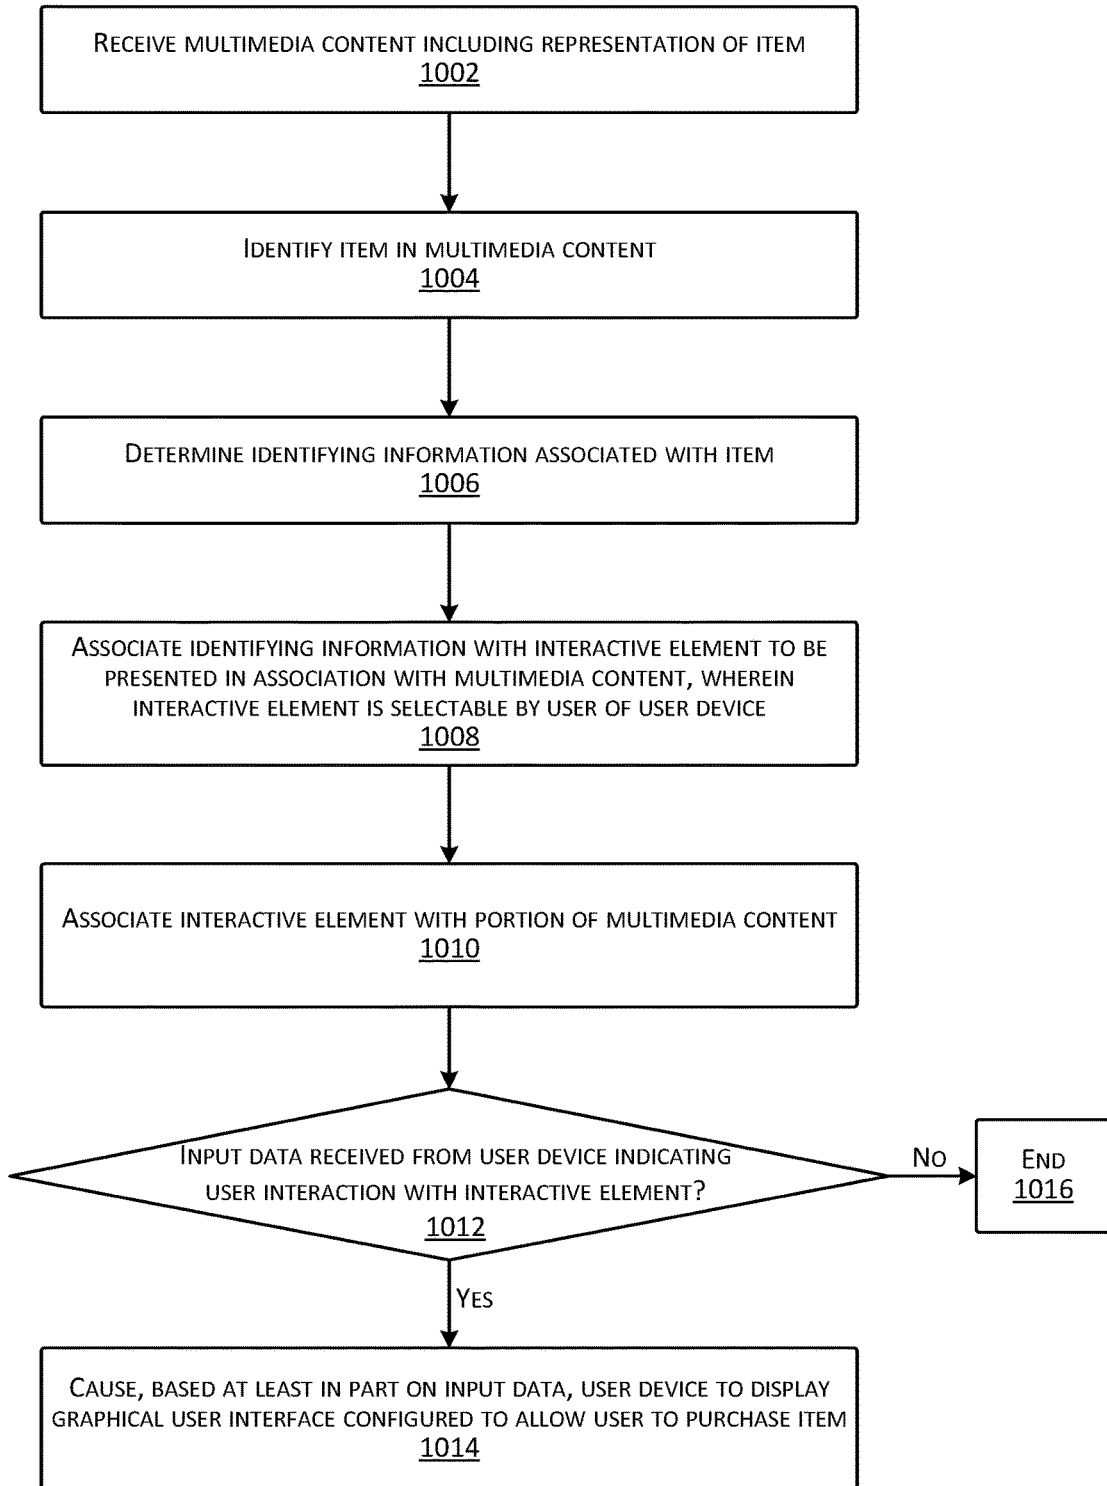 RECEIVE MULTIMEDIA CONTENT INCLUDING REPRESENTATION OF ITEM
1002
IDENTIFY ITEM IN MULTIMEDIA CONTENT
1004
DETERMINE IDENTIFYING INFORMATION ASSOCIATED WITH ITEM
1006
ASSOCIATE IDENTIFYING INFORMATION WITH INTERACTIVE ELEMENT TO BE
PRESENTED IN ASSOCIATION WITH MULTIMEDIA CONTENT, WHEREIN
INTERACTIVE ELEMENT IS SELECTABLE BY USER OF USER DEVICE
1008
ASSOCIATE INTERACTIVE ELEMENT WITH PORTION OF MULTIMEDIA CONTENT
1010
INPUT DATA RECEIVED FROM USER DEVICE INDICATING
USER INTERACTION WITH INTERACTIVE ELEMENT?
1012
NO
END
1016
YES
CAUSE, BASED AT LEAST IN PART ON INPUT DATA, USER DEVICE TO DISPLAY
GRAPHICAL USER INTERFACE CONFIGURED TO ALLOW USER TO PURCHASE ITEM
1014